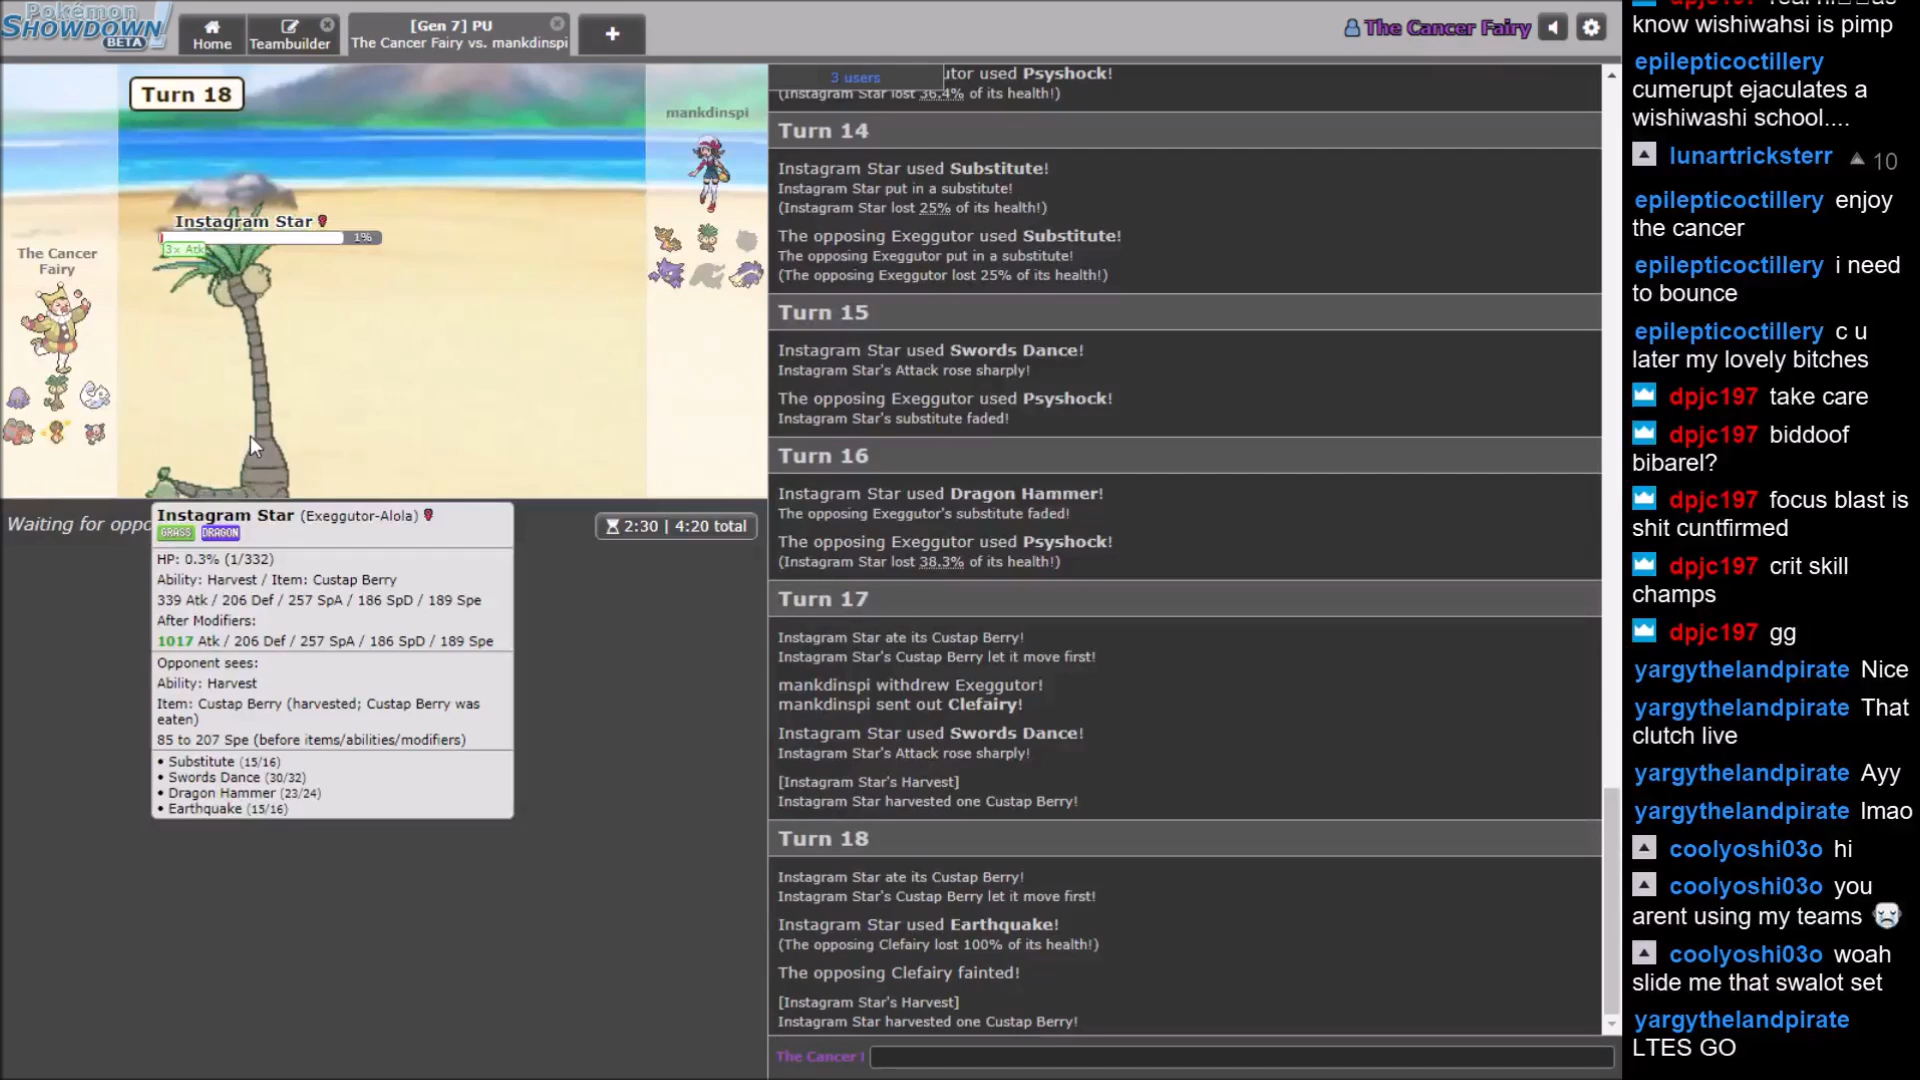 Pokémon
SHOWDOWN
BETA
Home
Teambuilder
[Gen 7] PU
The Cancer Fairy vs. mankdinspi
+
The Cancer Fairy
Turn 18
mankdinspi
Instagram Star
1%
3x Atk
The Cancer
Fairy
Waiting for oppo
2:30 | 4:20 total
Instagram Star (Exeggutor-Alola)
GRASS DRAGON
HP: 0.3% (1/332)
Ability: Harvest / Item: Custap Berry
339 Atk / 206 Def / 257 SpA / 186 SpD / 189 Spe
After Modifiers:
1017 Atk / 206 Def / 257 SpA / 186 SpD / 189 Spe
Opponent sees:
Ability: Harvest
Item: Custap Berry (harvested; Custap Berry was
eaten)
85 to 207 Spe (before items/abilities/modifiers)
• Substitute (15/16)
• Swords Dance (30/32)
• Dragon Hammer (23/24)
• Earthquake (15/16)
3 users
utor used Psyshock!
(Instagram Star lost 36.4% of its health!)
Turn 14
Instagram Star used Substitute!
Instagram Star put in a substitute!
(Instagram Star lost 25% of its health!)
The opposing Exeggutor used Substitute!
The opposing Exeggutor put in a substitute!
(The opposing Exeggutor lost 25% of its health!)
Turn 15
Instagram Star used Swords Dance!
Instagram Star's Attack rose sharply!
The opposing Exeggutor used Psyshock!
Instagram Star's substitute faded!
Turn 16
Instagram Star used Dragon Hammer!
The opposing Exeggutor's substitute faded!
The opposing Exeggutor used Psyshock!
(Instagram Star lost 38.3% of its health!)
Turn 17
Instagram Star ate its Custap Berry!
Instagram Star's Custap Berry let it move first!
mankdinspi withdrew Exeggutor!
mankdinspi sent out Clefairy!
Instagram Star used Swords Dance!
Instagram Star's Attack rose sharply!
[Instagram Star's Harvest]
Instagram Star harvested one Custap Berry!
Turn 18
Instagram Star ate its Custap Berry!
Instagram Star's Custap Berry let it move first!
Instagram Star used Earthquake!
(The opposing Clefairy lost 100% of its health!)
The opposing Clefairy fainted!
[Instagram Star's Harvest]
Instagram Star harvested one Custap Berry!
The Cancer
know wishiwahsi is pimp
epilepticoctillery
cumerupt ejaculates a
wishiwashi school....
lunartricksterr 10
epilepticoctillery enjoy
the cancer
epilepticoctillery i need
to bounce
epilepticoctillery c u
later my lovely bitches
dpjc197 take care
dpjc197 biddoof
bibarel?
dpjc197 focus blast is
shit cuntfirmed
dpjc197 crit skill
champs
dpjc197 gg
yargythelandpirate Nice
yargythelandpirate That
clutch live
yargythelandpirate Ayy
yargythelandpirate lmao
coolyoshi03o hi
coolyoshi03o you
arent using my teams
coolyoshi03o woah
slide me that swalot set
yargythelandpirate
LTES GO